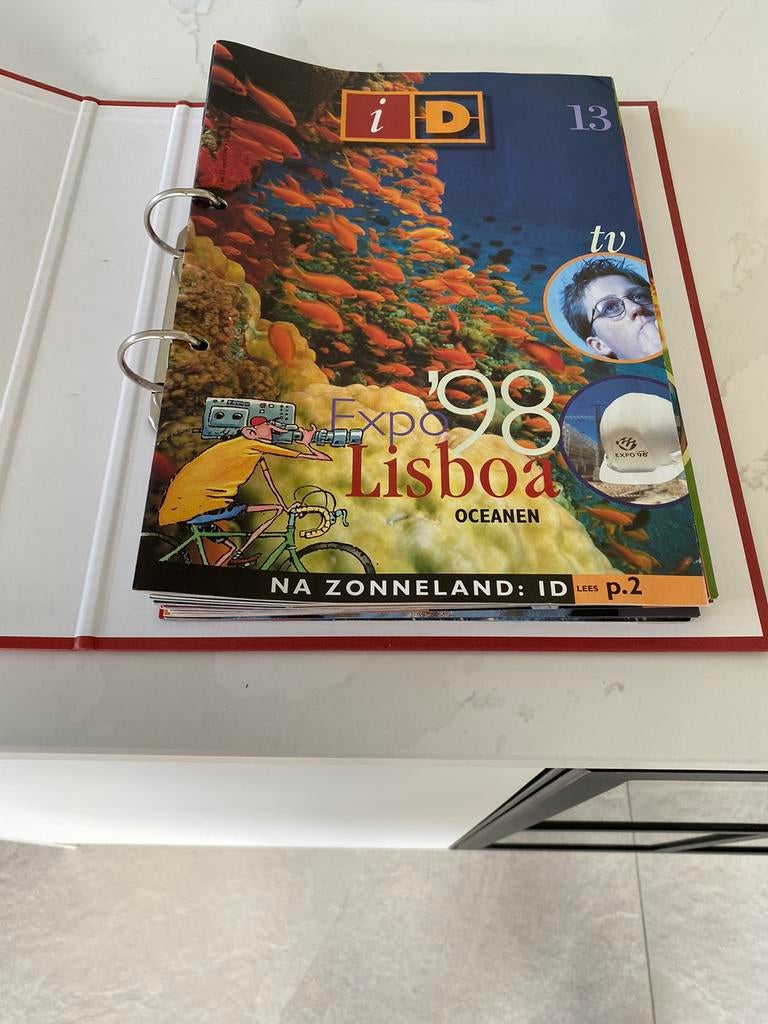 iD
13
tv
Expo '98
Lisboa
OCEANEN
EXPO'98
NA ZONNELAND: ID LEES p.2